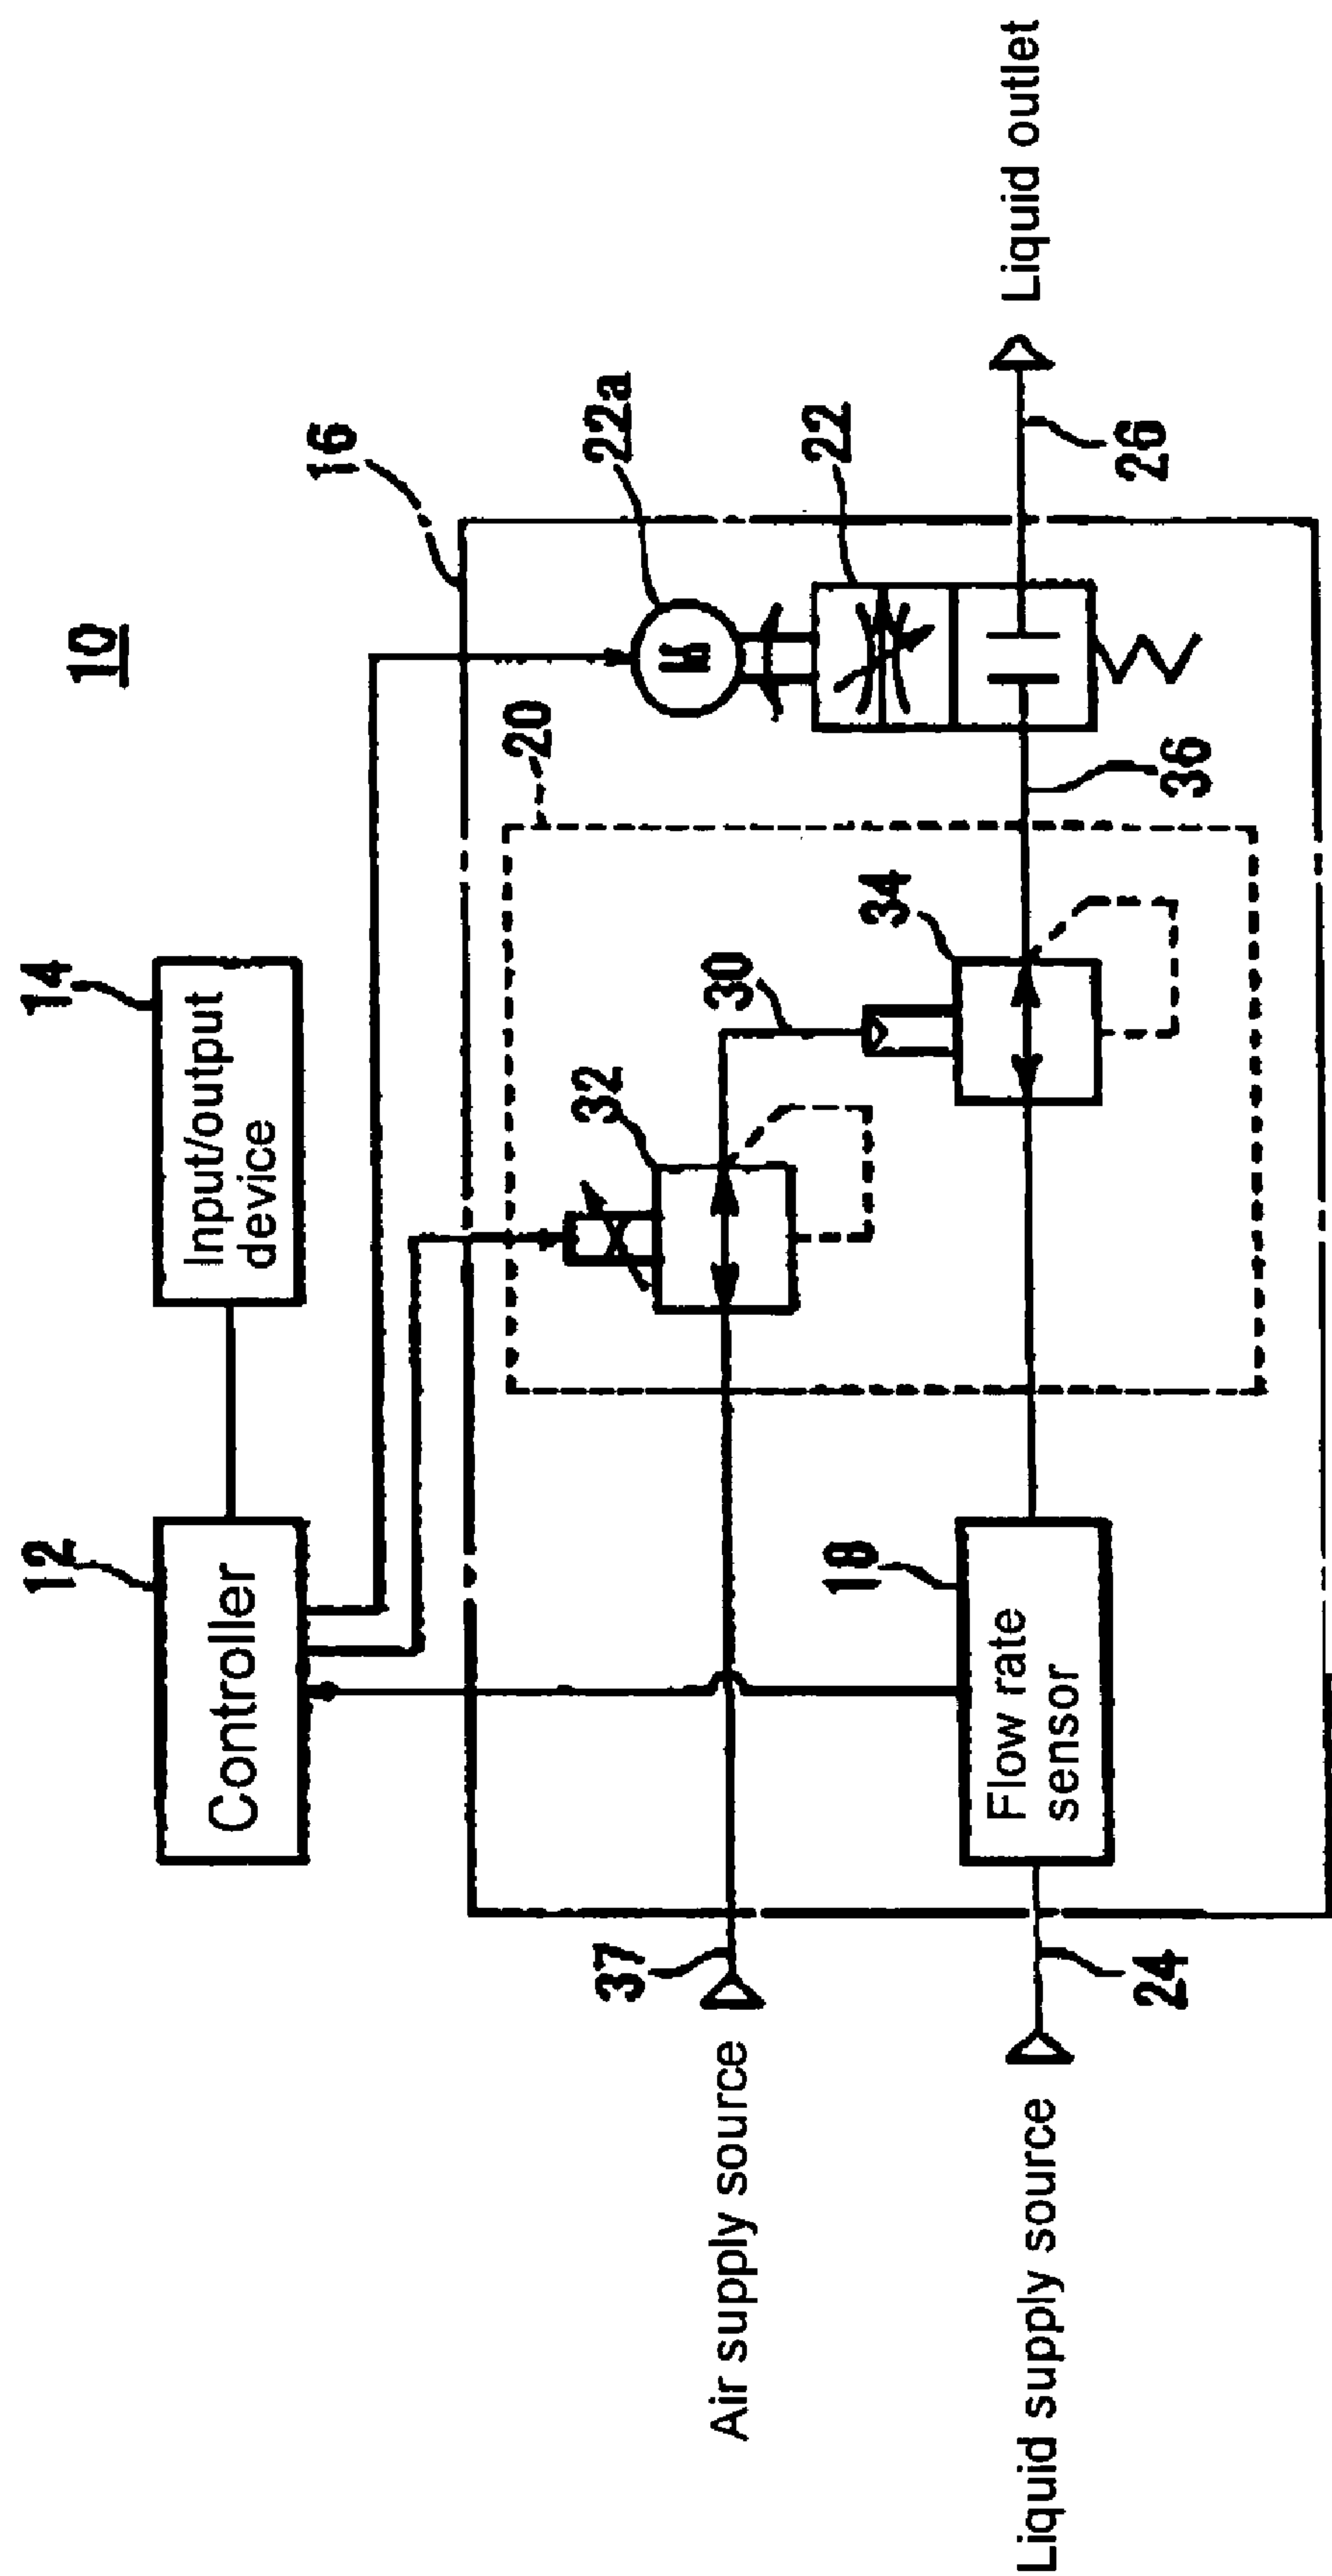 10
12
Controller
14
Input/output
device
16
20
22a
M
22
32
30
34
18
Flow rate
sensor
36
37
Air supply source
24
Liquid supply source
26
Liquid outlet